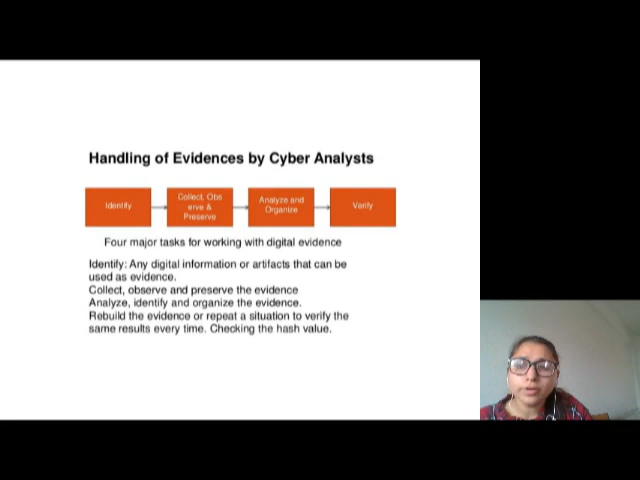 Handling of Evidences by Cyber Analysts
Identify
Collect, Obs
erve &
Preserve
Analyze and
Organize
Verify
Four major tasks for working with digital evidence
Identify: Any digital information or artifacts that can be
used as evidence.
Collect, observe and preserve the evidence
Analyze, identify and organize the evidence.
Rebuild the evidence or repeat a situation to verify the
same results every time. Checking the hash value.